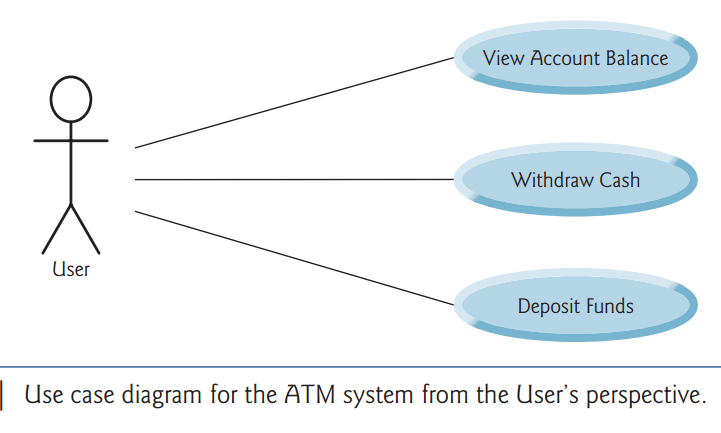 View Account Balance
Withdraw Cash
User
Deposit Funds
Use case diagram for the ATM system from the User's perspective.